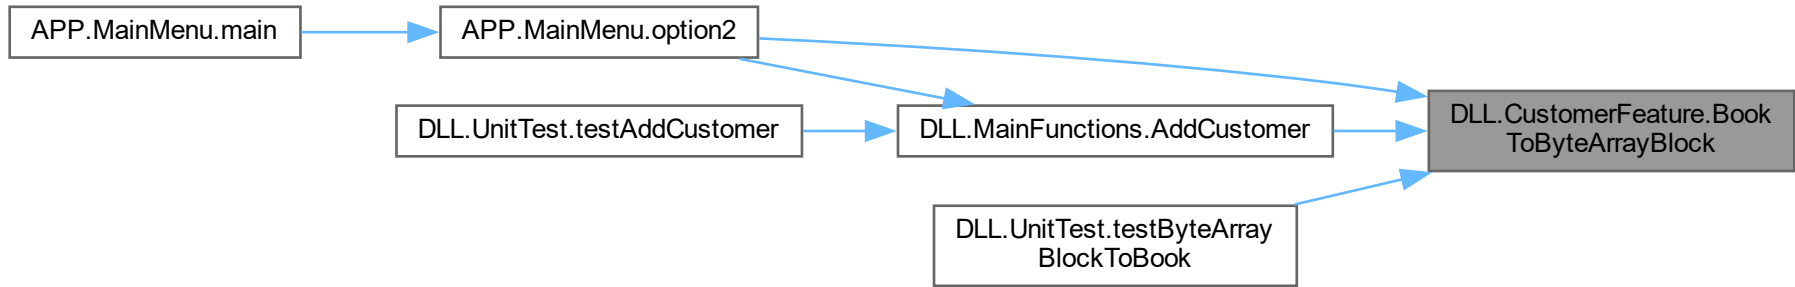 APP.MainMenu.main
APP.MainMenu.option2
DLL.UnitTest.testAddCustomer
DLL.MainFunctions.AddCustomer
DLL.CustomerFeature.Book
ToByteArrayBlock
DLL.UnitTest.testByteArray
BlockToBook